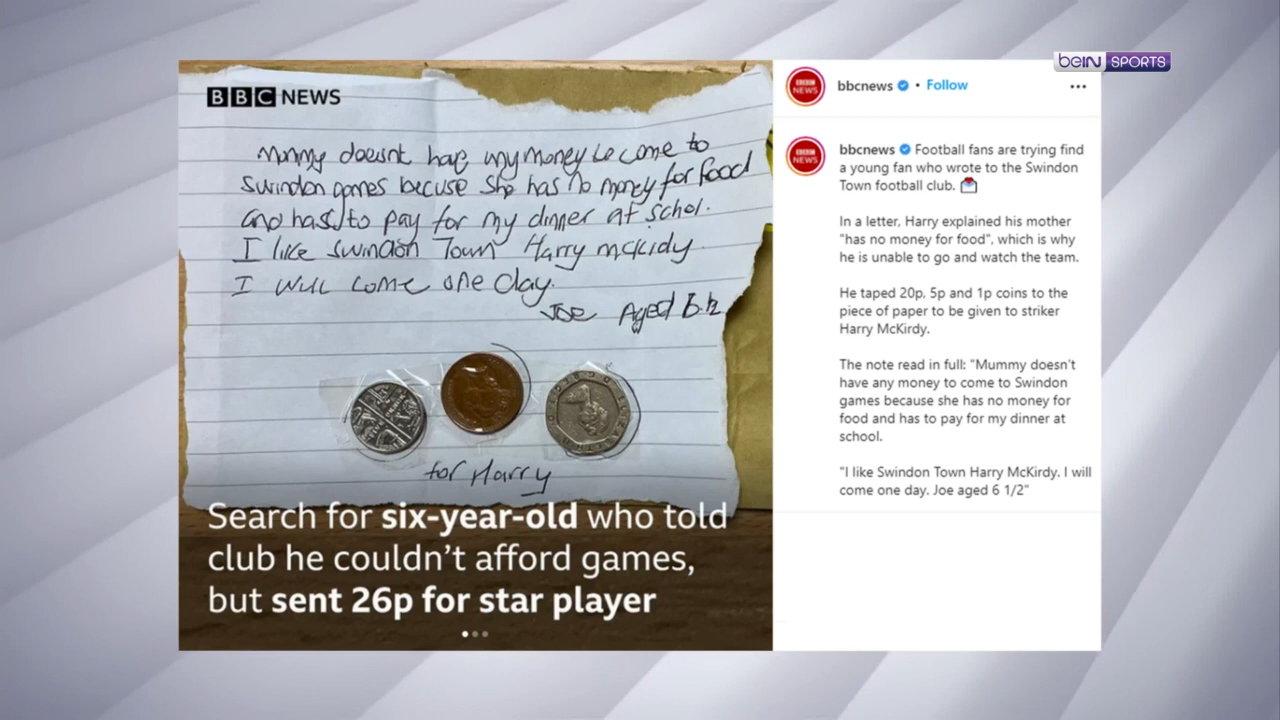 beIN SPORTS
BBC NEWS
Mummy doesnt have any money to come to
Swindon games becuse She has no money for food
and hass to pay for my dinner at schol.
I like swindon Town Harry mckidy.
I will come one day.
Joe Aged 6 1/2
for Harry
Search for six-year-old who told
club he couldn't afford games,
but sent 26p for star player
BBC
NEWS
bbcnews • Follow
BBC
NEWS
bbcnews Football fans are trying find
a young fan who wrote to the Swindon
Town football club.
In a letter, Harry explained his mother
"has no money for food", which is why
he is unable to go and watch the team.
He taped 20p, 5p and 1p coins to the
piece of paper to be given to striker
Harry McKirdy.
The note read in full: "Mummy doesn't
have any money to come to Swindon
games because she has no money for
food and has to pay for my dinner at
school.
"I like Swindon Town Harry McKirdy. I will
come one day. Joe aged 6 1/2"